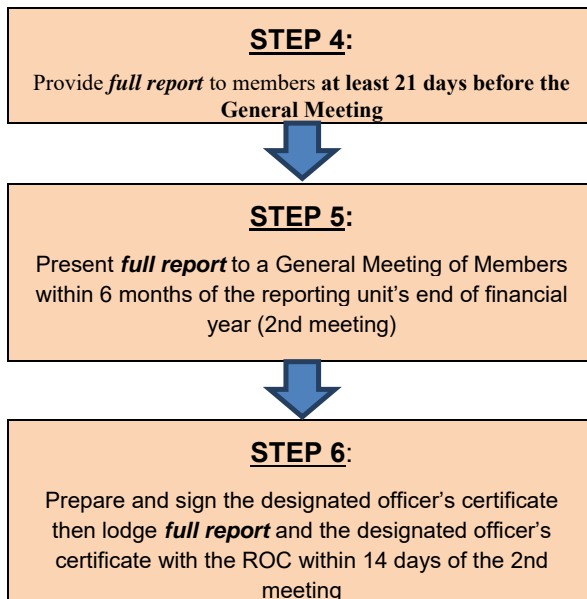 STEP 4:
Provide full report to members at least 21 days before the
General Meeting
STEP 5:
Present full report to a General Meeting of Members
within 6 months of the reporting unit's end of financial
year (2nd meeting)
STEP 6:
Prepare and sign the designated officer's certificate
then lodge full report and the designated officer's
certificate with the ROC within 14 days of the 2nd
meeting